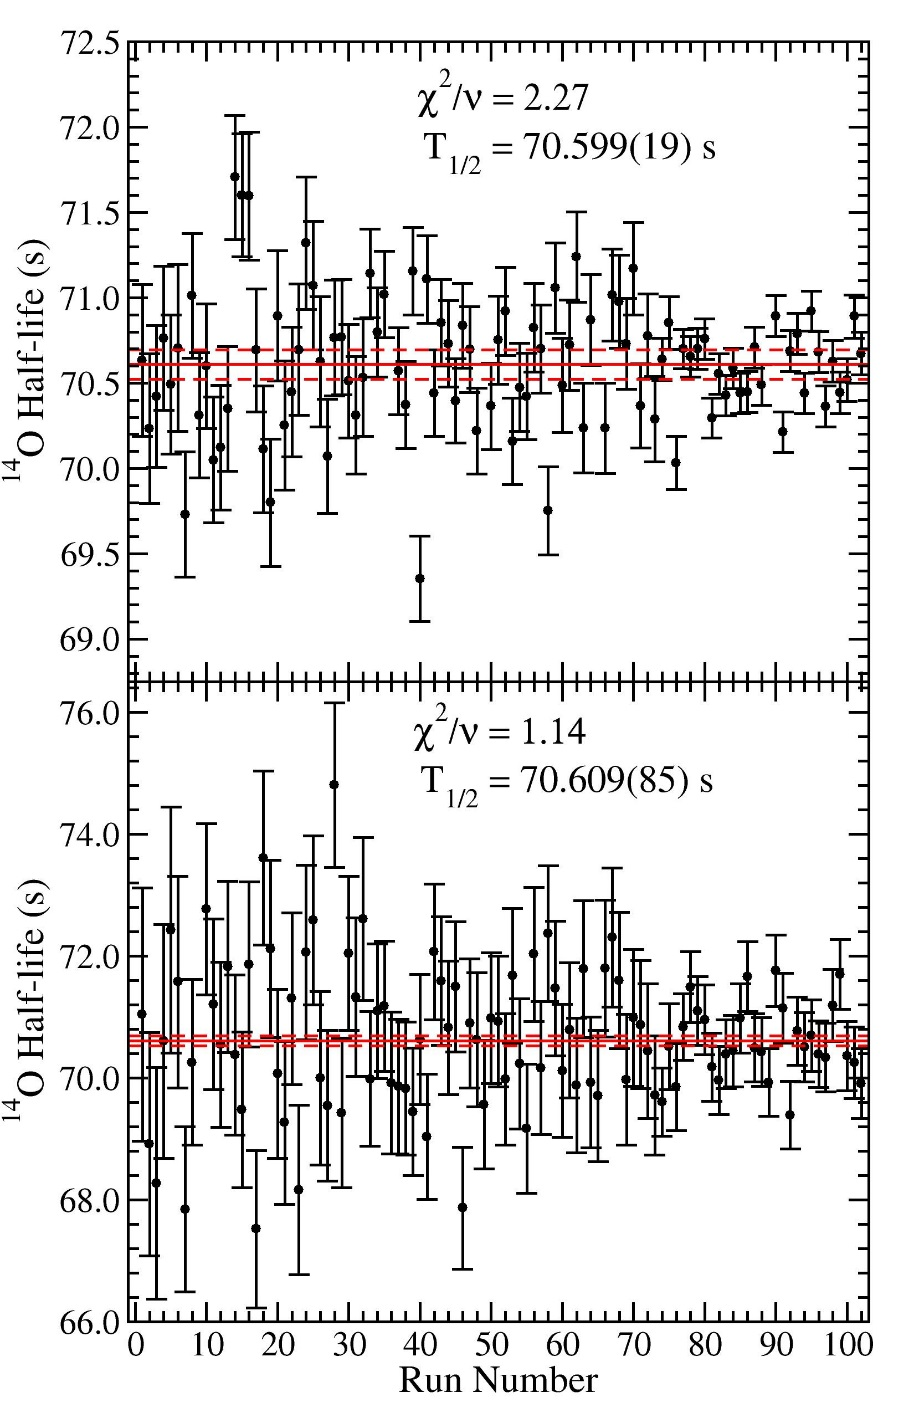 72.5
χ²/ν = 2.27
72.0
T₁/₂ = 70.599(19) s
71.5
71.0
70.5
70.0
69.5
69.0
¹⁴O Half-life (s)
76.0
χ²/ν = 1.14
T₁/₂ = 70.609(85) s
74.0
72.0
70.0
68.0
66.0
¹⁴O Half-life (s)
0 10 20 30 40 50 60 70 80 90 100
Run Number